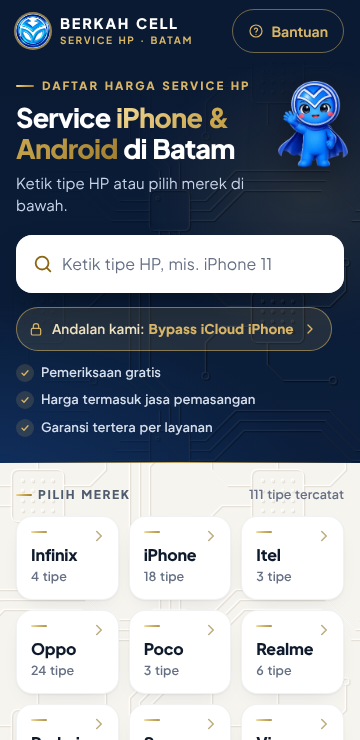 BERKAH CELL
SERVICE HP · BATAM
Bantuan
DAFTAR HARGA SERVICE HP
Service iPhone &
Android di Batam
Ketik tipe HP atau pilih merek di
bawah.
Ketik tipe HP, mis. iPhone 11
Andalan kami: Bypass iCloud iPhone
Pemeriksaan gratis
Harga termasuk jasa pemasangan
Garansi tertera per layanan
PILIH MEREK
111 tipe tercatat
Infinix
4 tipe
iPhone
18 tipe
Itel
3 tipe
Oppo
24 tipe
Poco
3 tipe
Realme
6 tipe